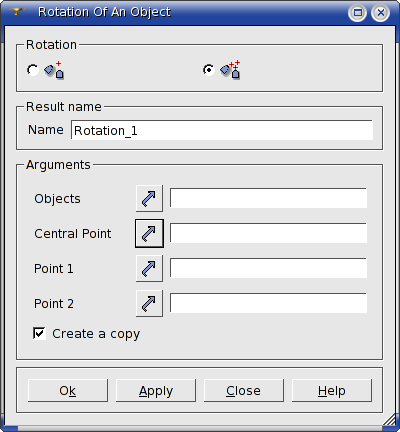 Rotation Of An Object
Rotation
Result name
Name Rotation_1
Arguments
Objects
Central Point
Point 1
Point 2
Create a copy
Ok Apply Close Help